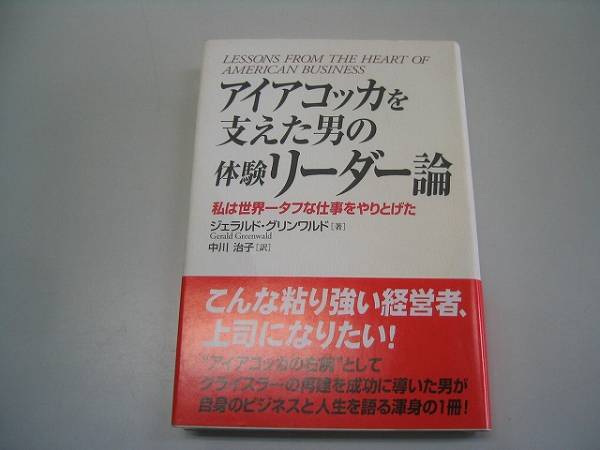 LESSONS FROM THE HEART OF
AMERICAN BUSINESS
アイアコッカを
支えた男の
体験リーダー論
私は世界一タフな仕事をやりとげた
ジェラルド・グリンワルド[著]
Gerald Greenwald
中川 治子[訳]
こんな粘り強い経営者、
上司になりたい!
"アイアコッカの右腕"として
クライスラーの再建を成功に導いた男が
自身のビジネスと人生を語る渾身の1冊!